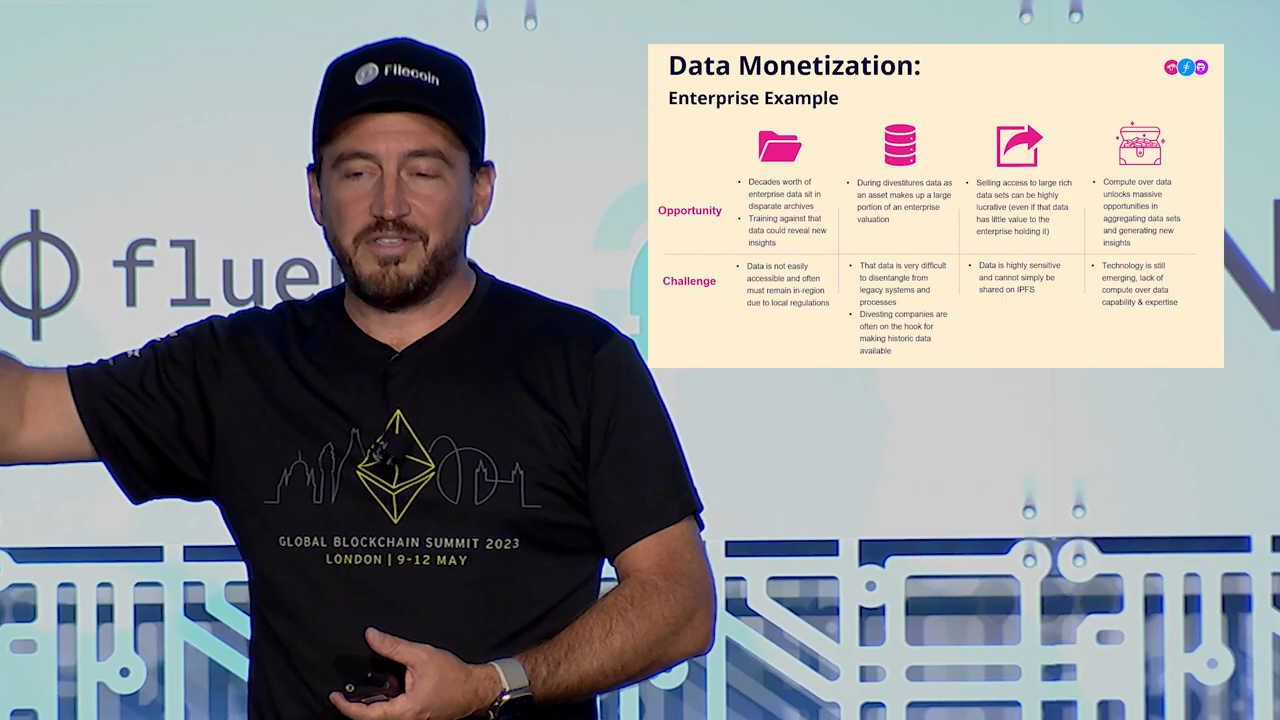 Filecoin
fluen
N
GLOBAL BLOCKCHAIN SUMMIT 2023
LONDON | 9-12 MAY
Data Monetization:
Enterprise Example
Opportunity
• Decades worth of
enterprise data sit in
disparate archives
• Training against that
data could reveal new
insights
• During divestitures data as
an asset makes up a large
portion of an enterprise
valuation
• Selling access to large rich
data sets can be highly
lucrative (even if that data
has little value to the
enterprise holding it)
• Compute over data
unlocks massive
opportunities in
aggregating data sets
and generating new
insights
Challenge
• Data is not easily
accessible and often
must remain in-region
due to local regulations
• That data is very difficult
to disentangle from
legacy systems and
processes
• Divesting companies are
often on the hook for
making historic data
available
• Data is highly sensitive
and cannot simply be
shared on IPFS
• Technology is still
emerging, lack of
compute over data
capability & expertise